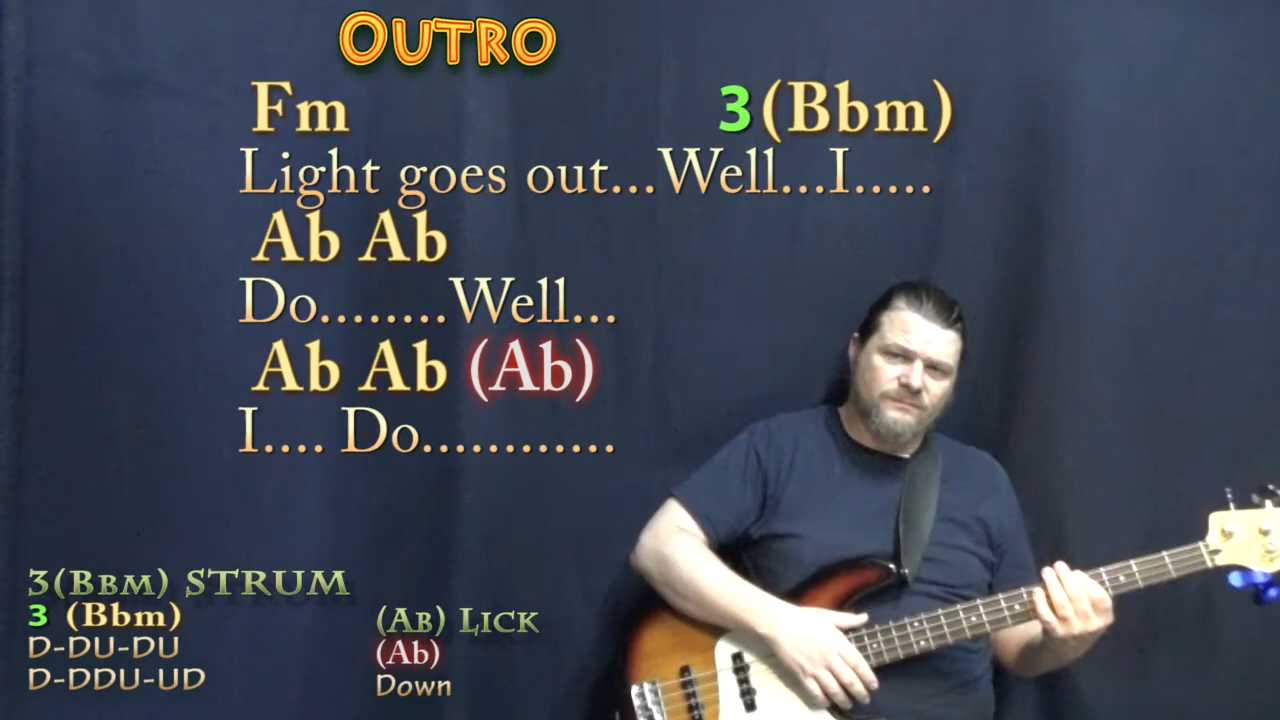 OUTRO
Fm 3 (Bbm)
Light goes out...Well...I.....
Ab Ab
Do........Well...
Ab Ab (Ab)
I.... Do............
3(Bbm) STRUM
3 (Bbm)
D-DU-DU
D-DDU-UD
(Ab) Lick
(Ab)
Down